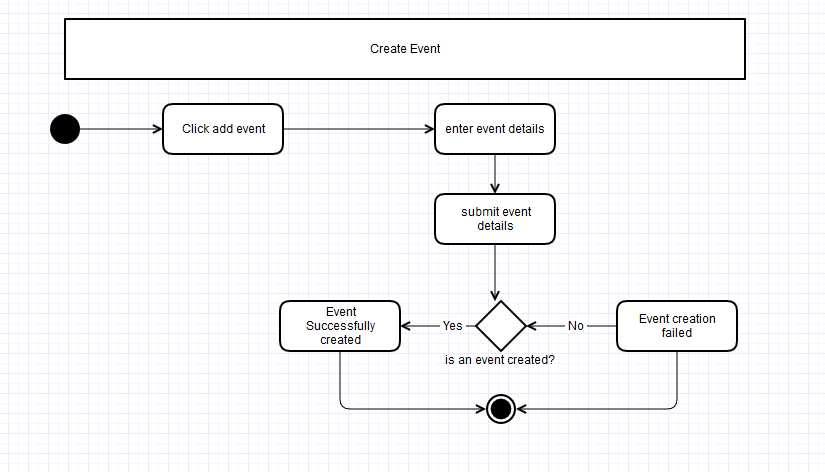 Create Event
Click add event
enter event details
submit event
details
Event
Successfully
created
Yes
No
Event creation
failed
is an event created?